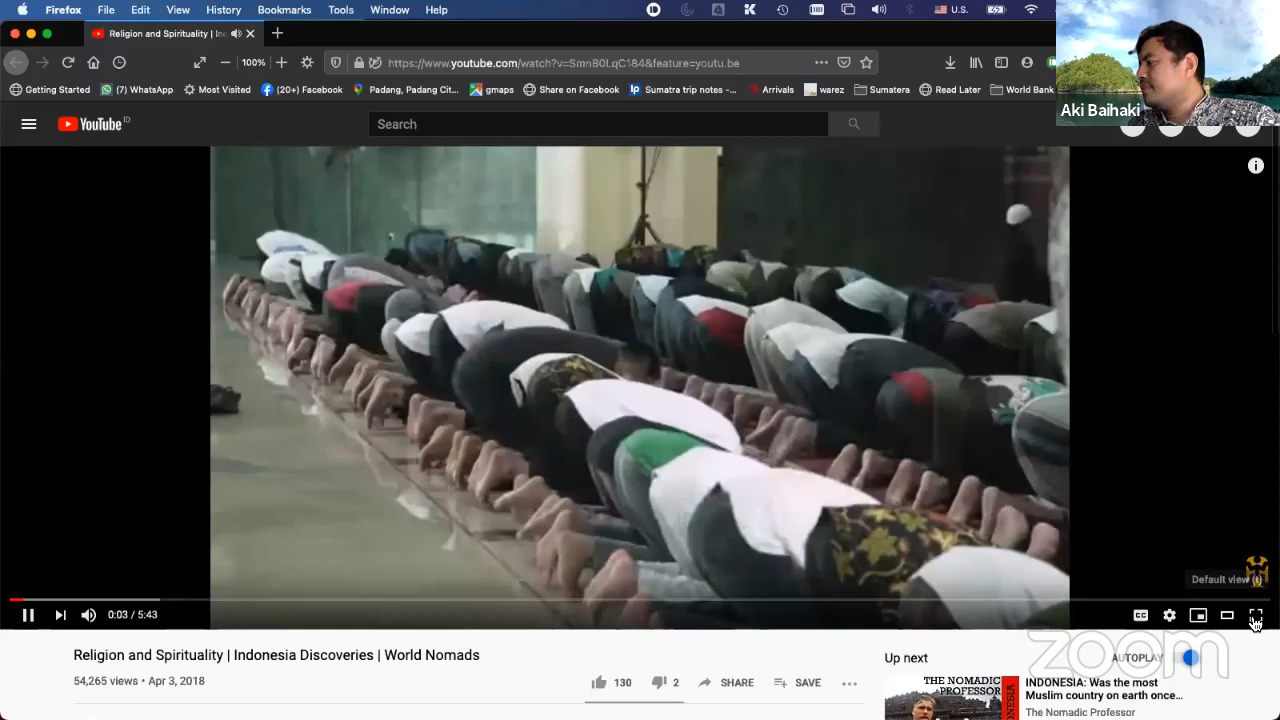 Firefox File Edit View History Bookmarks Tools Window Help U.S.
Religion and Spirituality | In
100% https://www.youtube.com/watch?v=SmnB0LqC184&feature=youtu.be
Getting Started (7) WhatsApp Most Visited (20+) Facebook Padang, Padang Cit... gmaps Share on Facebook Sumatra trip notes -... Arrivals warez Sumatera Read Later World Bank
Aki Baihaki
YouTube ID
Search
Default view (t)
0:03 / 5:43
CC
Religion and Spirituality | Indonesia Discoveries | World Nomads
54,265 views • Apr 3, 2018
130 2 SHARE SAVE
Up next
AUTOPLAY
zoom
THE NOMADIC
PROFESSOR
INDONESIA: Was the most
Muslim country on earth once...
The Nomadic Professor